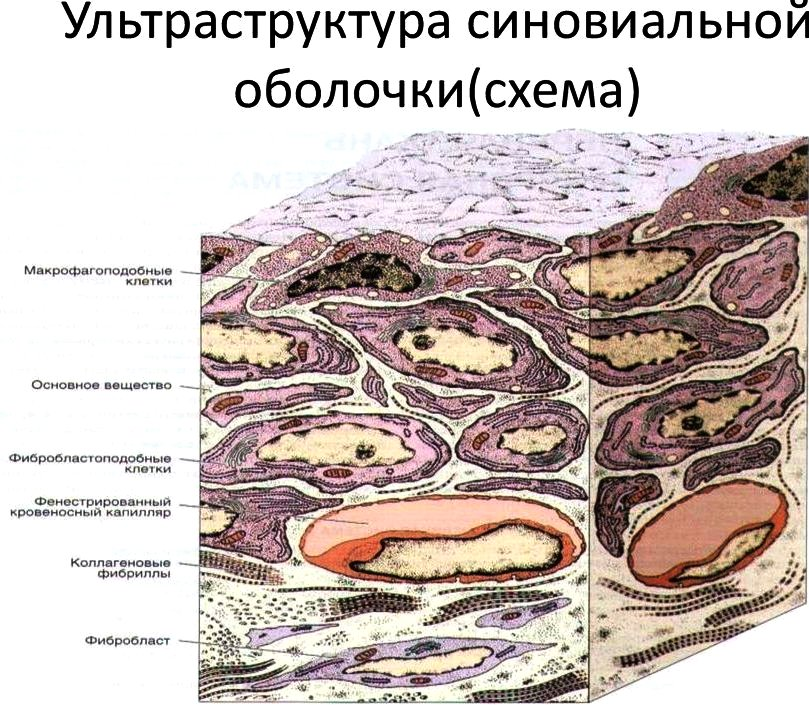 Ультраструктура синовиальной
оболочки(схема)
Макрофагоподобные
клетки
Основное вещество
Фибробластоподобные
клетки
Фенестрированный
кровеносный капилляр
Коллагеновые
фибриллы
Фибробласт